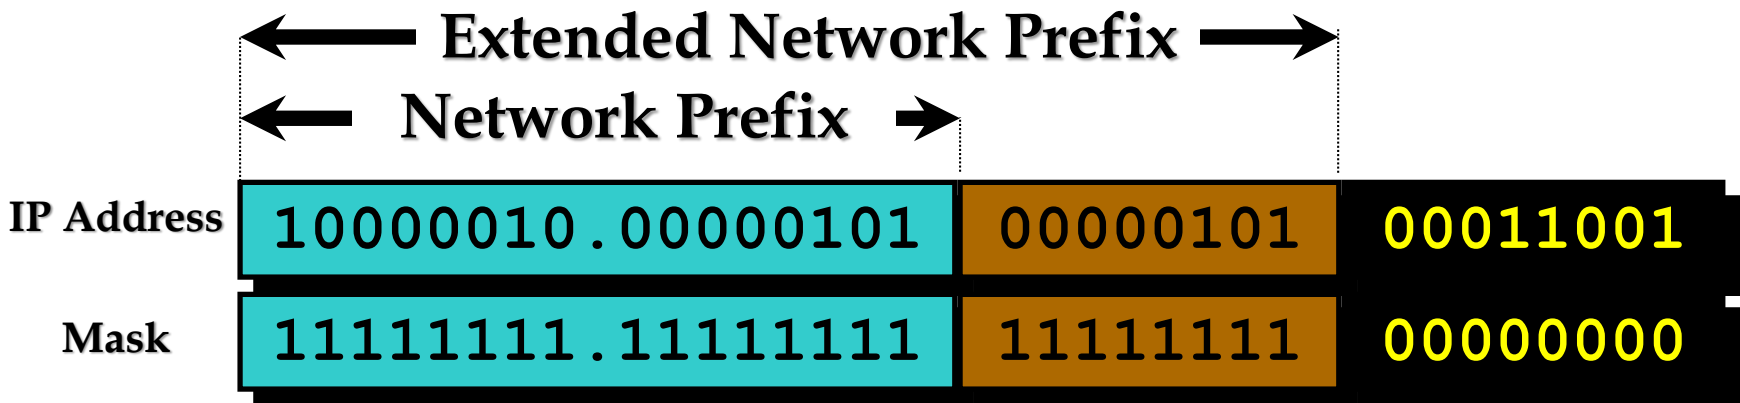 Extended Network Prefix
Network Prefix
IP Address 10000010.00000101 00000101 00011001
Mask 11111111.11111111 11111111 00000000